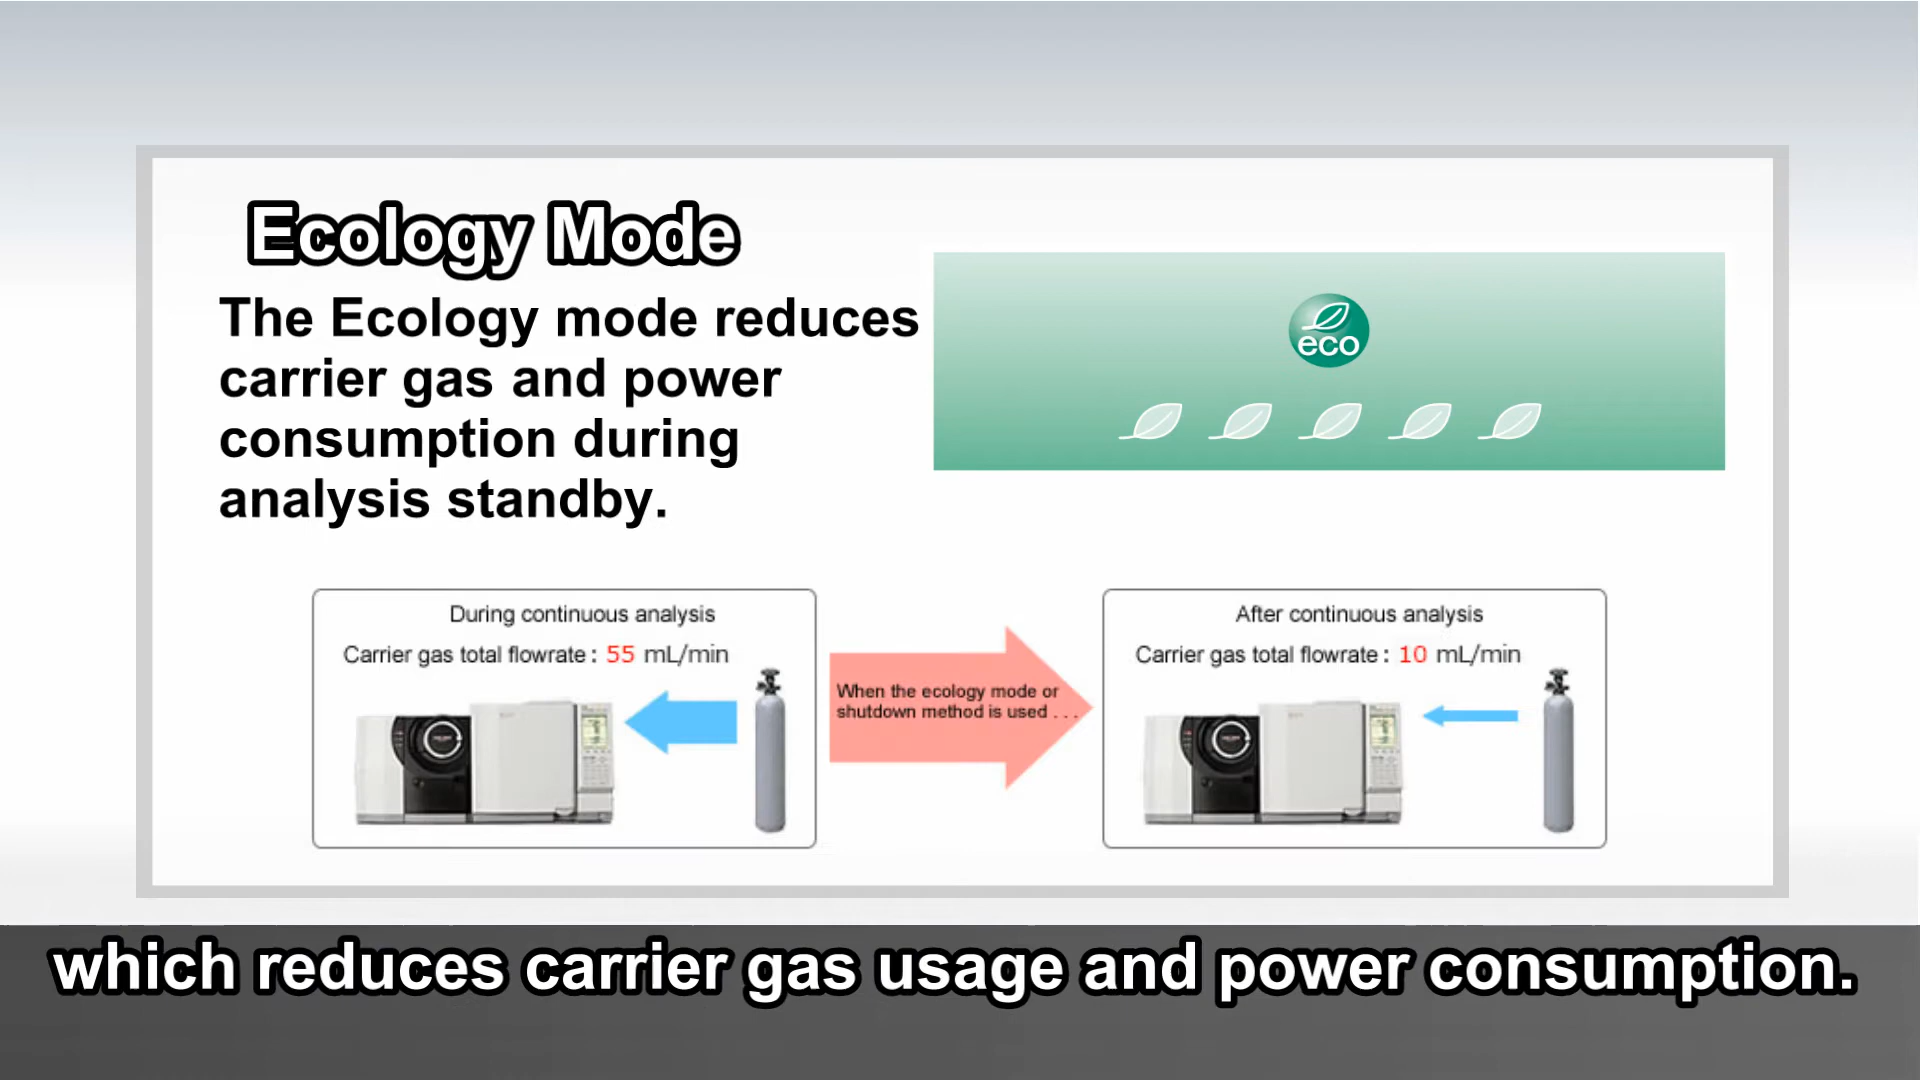 Ecology Mode
The Ecology mode reduces
carrier gas and power
consumption during
analysis standby.
eco
During continuous analysis
Carrier gas total flowrate : 55 mL/min
When the ecology mode or
shutdown method is used . . .
After continuous analysis
Carrier gas total flowrate : 10 mL/min
which reduces carrier gas usage and power consumption.